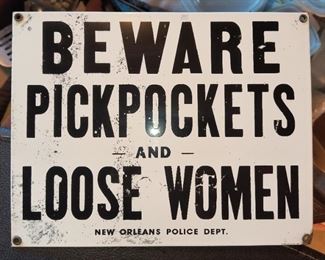 BEWARE
PICKPOCKETS
— AND —
LOOSE WOMEN
NEW ORLEANS POLICE DEPT.